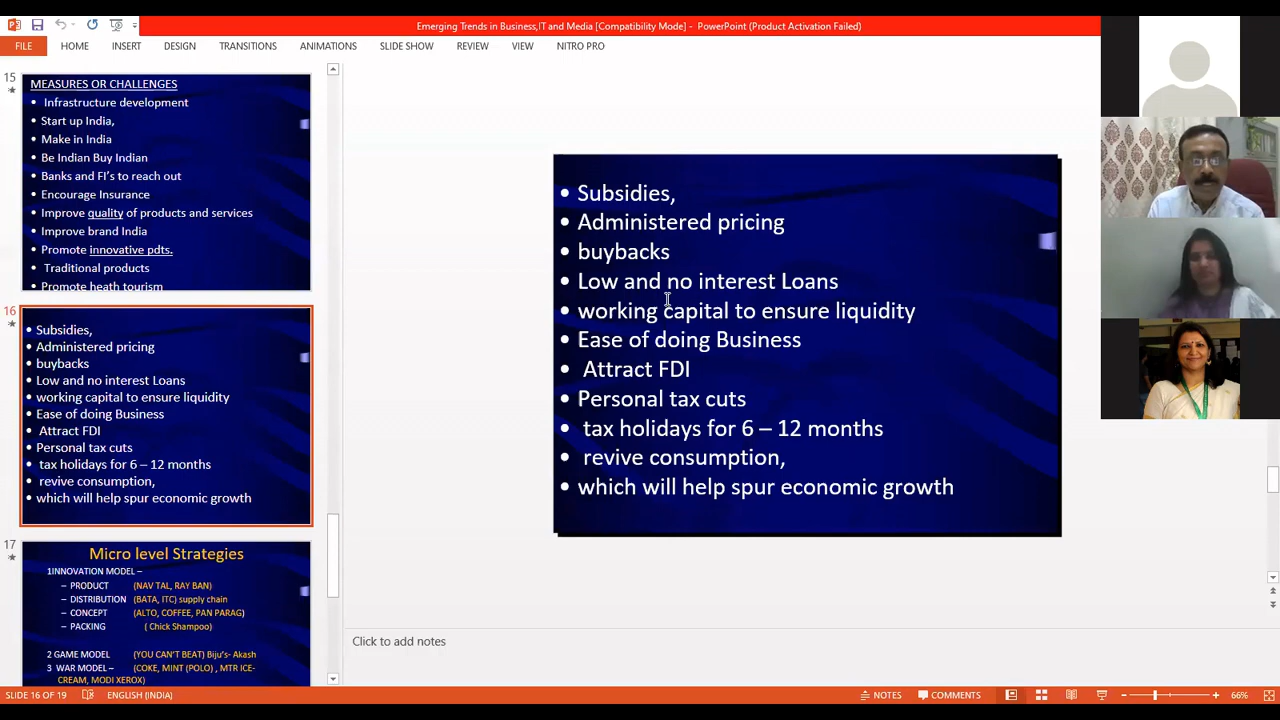 Emerging Trends in Business,IT and Media [Compatibility Mode] - PowerPoint (Product Activation Failed)
FILE HOME INSERT DESIGN TRANSITIONS ANIMATIONS SLIDE SHOW REVIEW VIEW NITRO PRO
15
MEASURES OR CHALLENGES
• Infrastructure development
• Start up India,
• Make in India
• Be Indian Buy Indian
• Banks and FI's to reach out
• Encourage Insurance
• Improve quality of products and services
• Improve brand India
• Promote innovative pdts.
• Traditional products
• Promote heath tourism
16
• Subsidies,
• Administered pricing
• buybacks
• Low and no interest Loans
• working capital to ensure liquidity
• Ease of doing Business
• Attract FDI
• Personal tax cuts
• tax holidays for 6 – 12 months
• revive consumption,
• which will help spur economic growth
17
Micro level Strategies
1INNOVATION MODEL –
– PRODUCT (NAV TAL, RAY BAN)
– DISTRIBUTION (BATA, ITC) supply chain
– CONCEPT (ALTO, COFFEE, PAN PARAG)
– PACKING ( Chick Shampoo)
2 GAME MODEL (YOU CAN'T BEAT) Biju's- Akash
3 WAR MODEL – (COKE, MINT (POLO) , MTR ICE-
CREAM, MODI XEROX)
• Subsidies,
• Administered pricing
• buybacks
• Low and no interest Loans
• working capital to ensure liquidity
• Ease of doing Business
• Attract FDI
• Personal tax cuts
• tax holidays for 6 – 12 months
• revive consumption,
• which will help spur economic growth
Click to add notes
SLIDE 16 OF 19 ENGLISH (INDIA) NOTES COMMENTS 66%